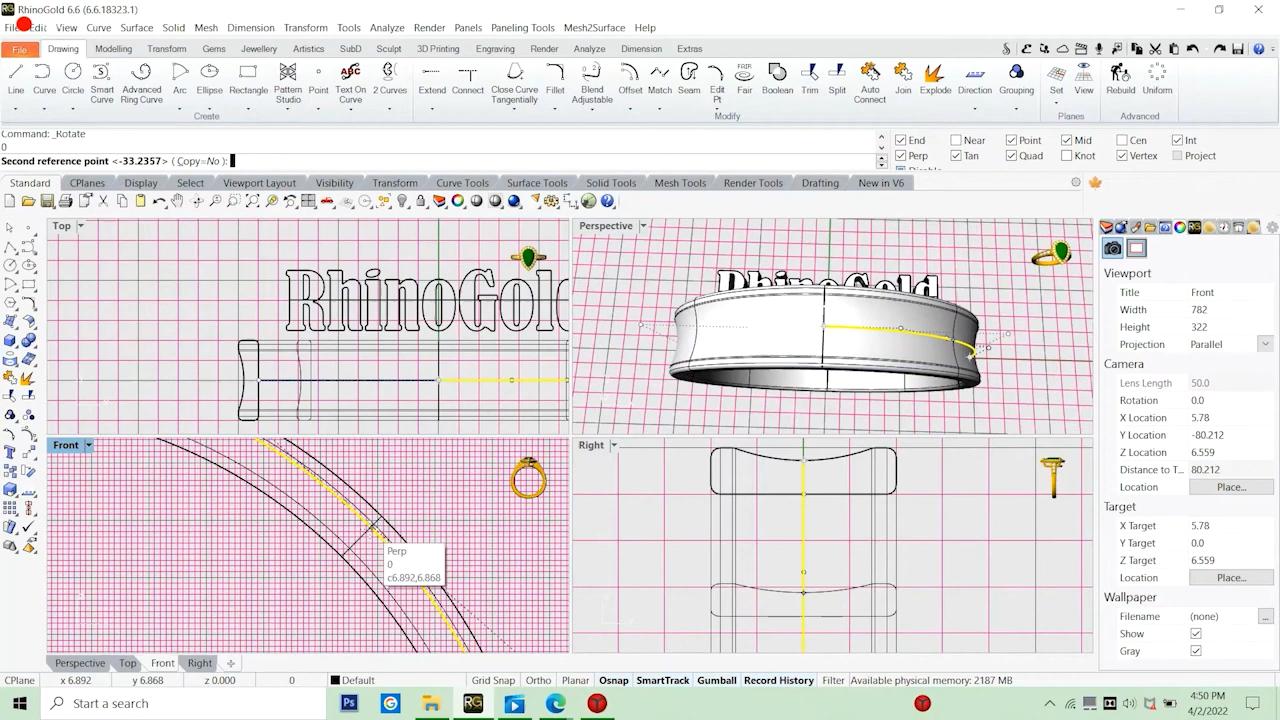 RhinoGold 6.6 (6.6.18323.1)
File Edit View Curve Surface Solid Mesh Dimension Transform Tools Analyze Render Panels Paneling Tools Mesh2Surface Help
File Drawing Modelling Transform Gems Jewellery Artistics SubD Sculpt 3D Printing Engraving Render Analyze Dimension Extras
Line Curve Circle Smart Curve Advanced Ring Curve Arc Ellipse Rectangle Pattern Studio Point Text On Curve 2 Curves Extend Connect Close Curve Tangentially Fillet Blend Adjustable Offset Match Seam Edit Pt Fair Boolean Trim Split Auto Connect Join Explode Direction Grouping Set View Rebuild Uniform
Create Modify Planes Advanced
Command: _Rotate
0
Second reference point <-33.2357> ( Copy=No ):
End Near Point Mid Cen Int
Perp Tan Quad Knot Vertex Project
Disable
Standard CPlanes Display Select Viewport Layout Visibility Transform Curve Tools Surface Tools Solid Tools Mesh Tools Render Tools Drafting New in V6
Top
RhinoGold
Perspective
RhinoGold
Front
Perp
0
c6.892,6.868
Right
Viewport
Title Front
Width 782
Height 322
Projection Parallel
Camera
Lens Length 50.0
Rotation 0.0
X Location 5.78
Y Location -80.212
Z Location 6.559
Distance to T... 80.212
Location Place...
Target
X Target 5.78
Y Target 0.0
Z Target 6.559
Location Place...
Wallpaper
Filename (none) ...
Show
Gray
Perspective Top Front Right
CPlane x 6.892 y 6.868 z 0.000 0 Default Grid Snap Ortho Planar Osnap SmartTrack Gumball Record History Filter Available physical memory: 2187 MB
Start a search
Ps
4:50 PM
4/2/2022